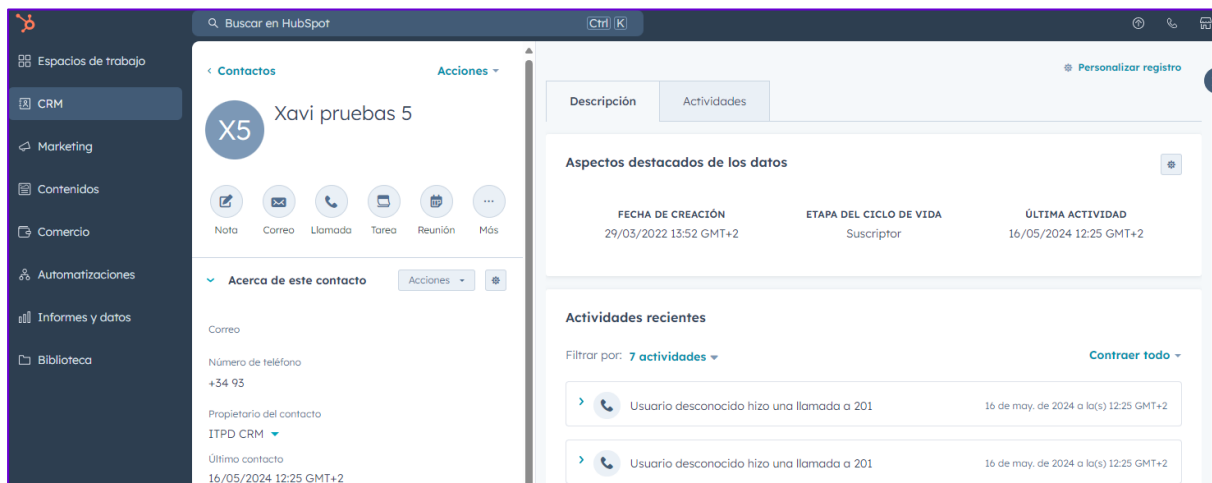 Buscar en HubSpot Ctrl K
Espacios de trabajo
CRM
Marketing
Contenidos
Comercio
Automatizaciones
Informes y datos
Biblioteca
Contactos Acciones
X5
Xavi pruebas 5
Nota Correo Llamada Tarea Reunión Más
Acerca de este contacto Acciones
Correo
Número de teléfono
+34 93
Propietario del contacto
ITPD CRM
Último contacto
16/05/2024 12:25 GMT+2
Personalizar registro
Descripción Actividades
Aspectos destacados de los datos
FECHA DE CREACIÓN ETAPA DEL CICLO DE VIDA ÚLTIMA ACTIVIDAD
29/03/2022 13:52 GMT+2 Suscriptor 16/05/2024 12:25 GMT+2
Actividades recientes
Filtrar por: 7 actividades Contraer todo
Usuario desconocido hizo una llamada a 201 16 de may. de 2024 a la(s) 12:25 GMT+2
Usuario desconocido hizo una llamada a 201 16 de may. de 2024 a la(s) 12:25 GMT+2